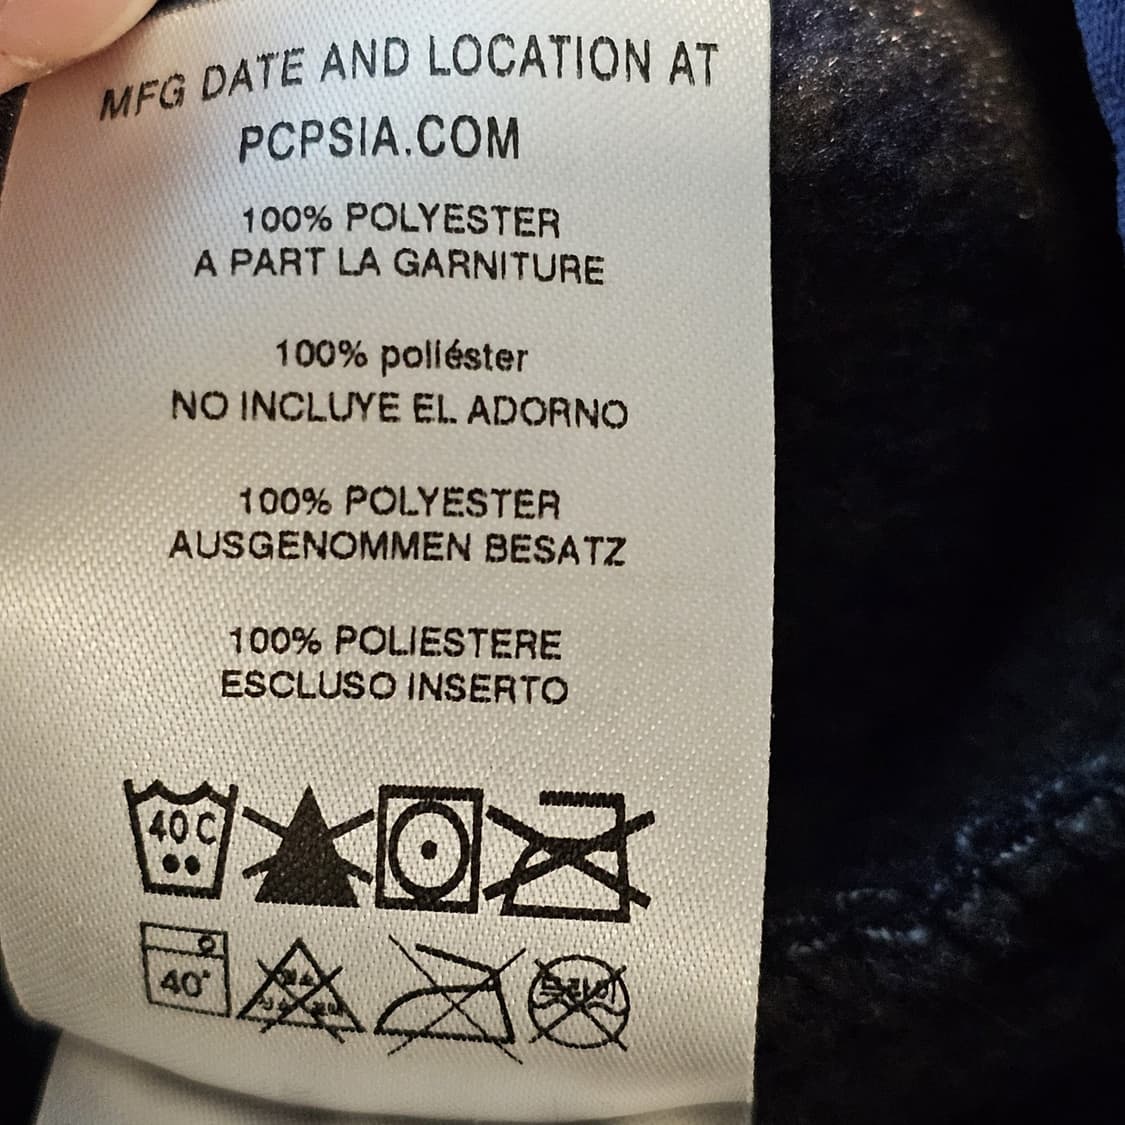 MFG DATE AND LOCATION AT
PCPSIA.COM
100% POLYESTER
A PART LA GARNITURE
100% poliéster
NO INCLUYE EL ADORNO
100% POLYESTER
AUSGENOMMEN BESATZ
100% POLIESTERE
ESCLUSO INSERTO
40 C
40°